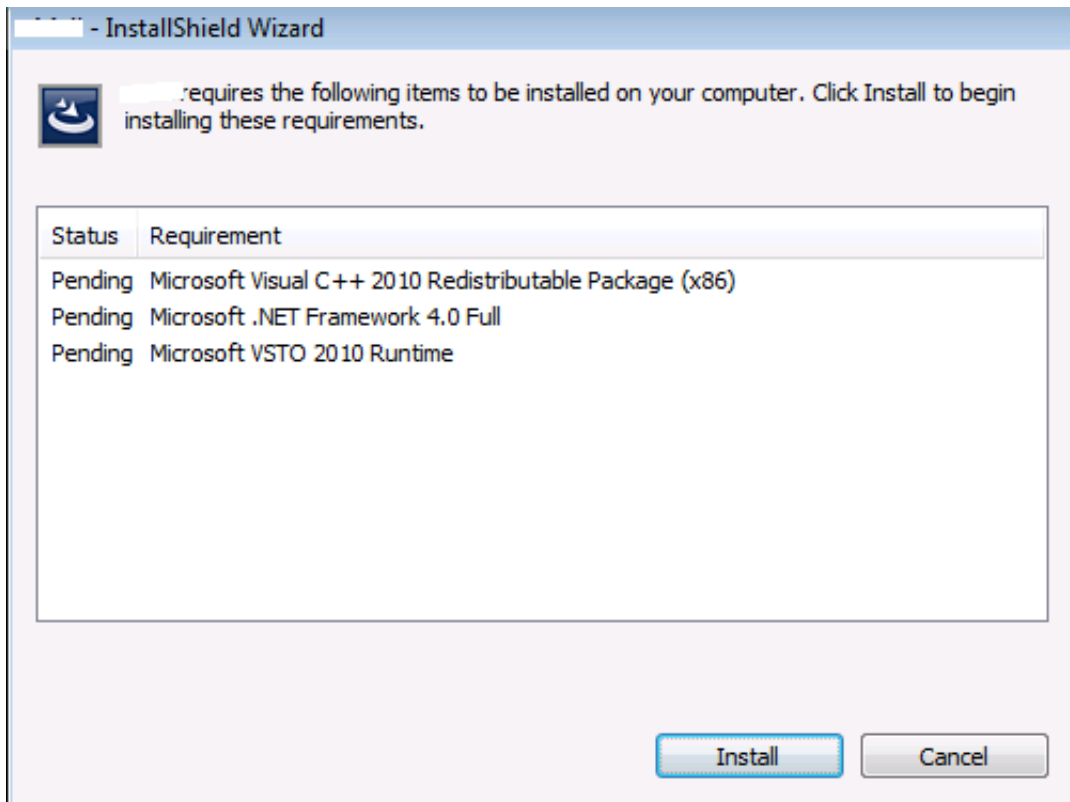 - InstallShield Wizard
requires the following items to be installed on your computer. Click Install to begin
installing these requirements.
Status Requirement
Pending Microsoft Visual C++ 2010 Redistributable Package (x86)
Pending Microsoft .NET Framework 4.0 Full
Pending Microsoft VSTO 2010 Runtime
Install Cancel